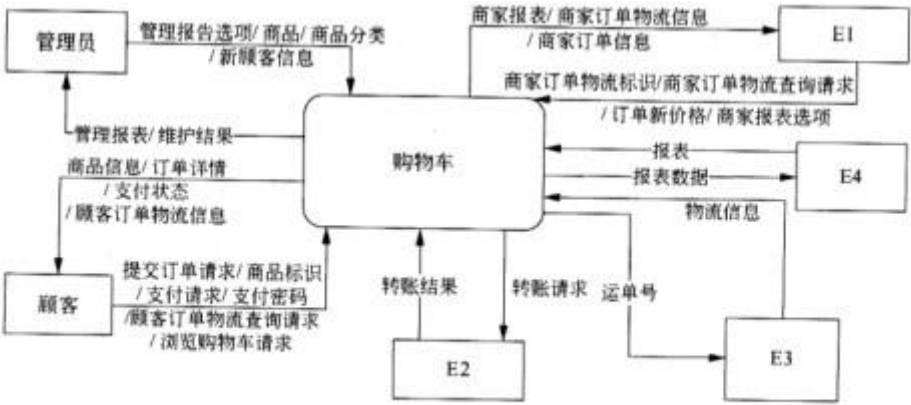 管理员
管理报告选项/ 商品/ 商品分类
/ 新顾客信息
商家报表/ 商家订单物流信息
/ 商家订单信息
E1
商家订单物流标识/商家订单物流查询请求
/ 订单新价格/ 商家报表选项
管理报表/ 维护结果
购物车
报表
报表数据
E4
商品信息/ 订单详情
/ 支付状态
/ 顾客订单物流信息
物流信息
顾客
提交订单请求/ 商品标识
/ 支付请求/ 支付密码
/顾客订单物流查询请求
/ 浏览购物车请求
转账结果
转账请求
运单号
E2
E3